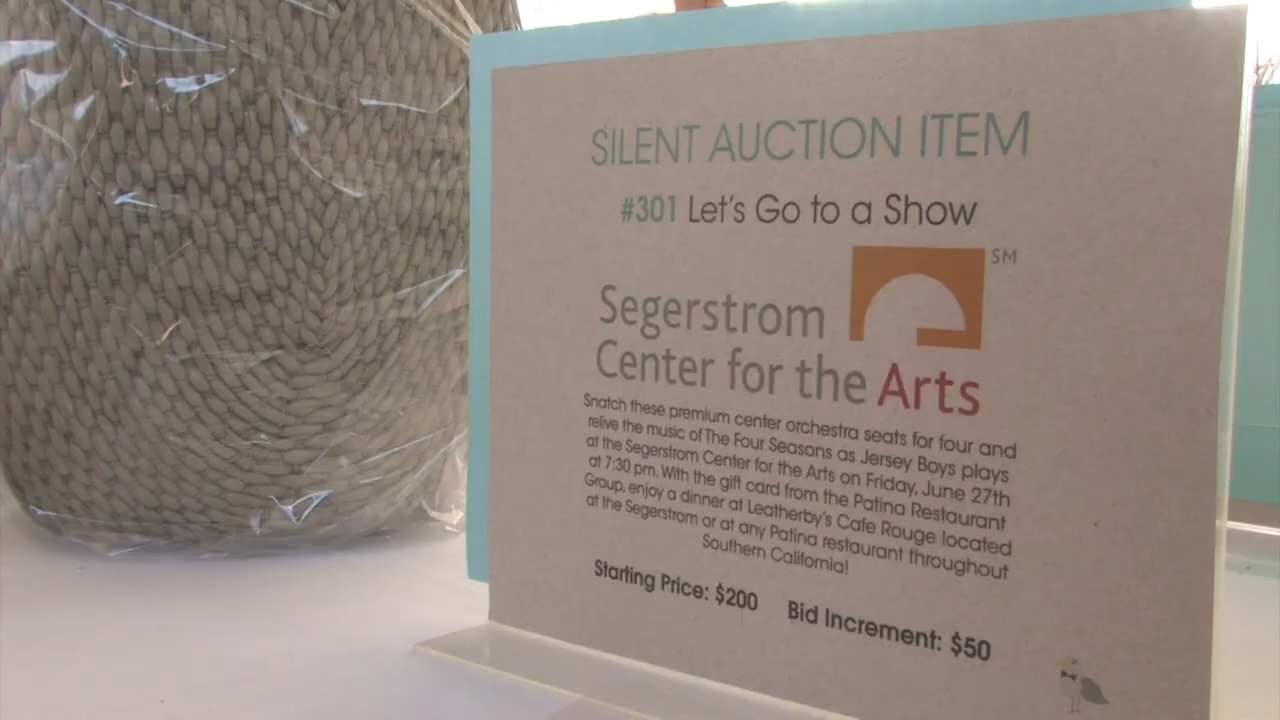 SILENT AUCTION ITEM
#301 Let's Go to a Show
SM
Segerstrom
Center for the Arts
Snatch these premium center orchestra seats for four and
relive the music of The Four Seasons as Jersey Boys plays
at the Segerstrom Center for the Arts on Friday, June 27th
at 7:30 pm. With the gift card from the Patina Restaurant
Group, enjoy a dinner at Leatherby's Cafe Rouge located
at the Segerstrom or at any Patina restaurant throughout
Southern California!
Starting Price: $200 Bid Increment: $50